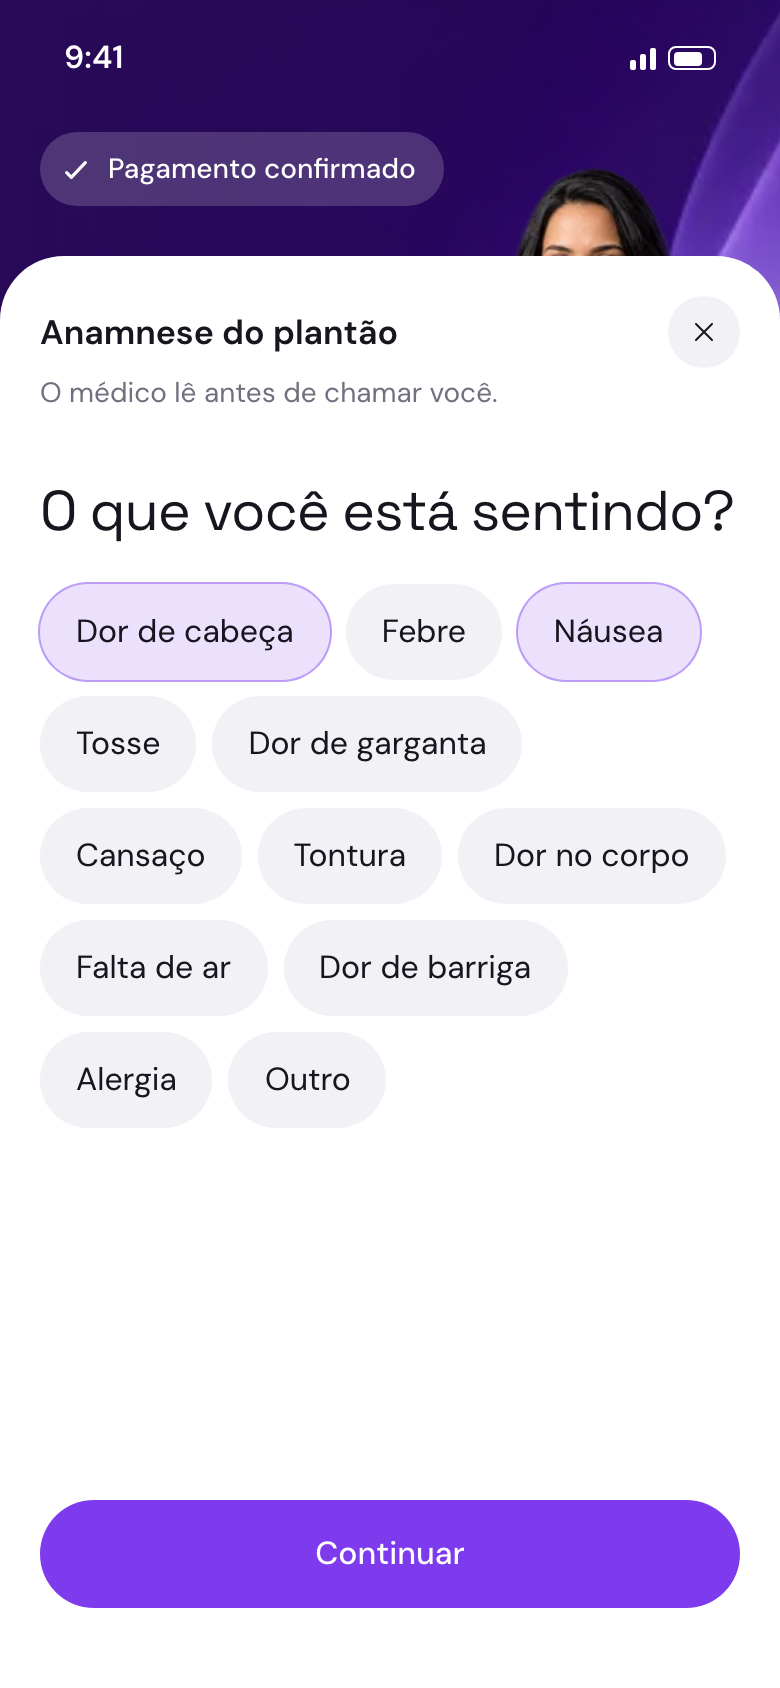 9:41
Pagamento confirmado
Anamnese do plantão
O médico lê antes de chamar você.
O que você está sentindo?
Dor de cabeça Febre Náusea
Tosse Dor de garganta
Cansaço Tontura Dor no corpo
Falta de ar Dor de barriga
Alergia Outro
Continuar